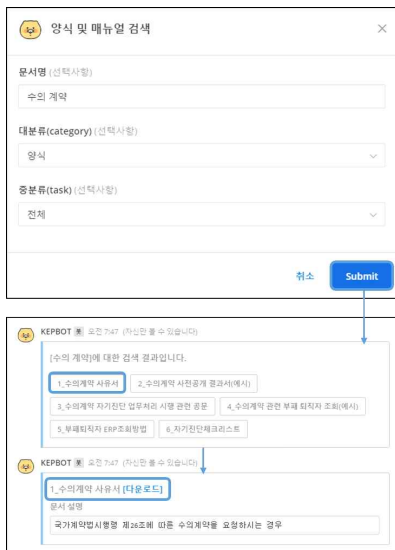 양식 및 매뉴얼 검색
문서명 (선택사항)
수의 계약
대분류(category) (선택사항)
양식
중분류(task) (선택사항)
전체
취소 Submit
KEPBOT 봇 오전 7:47 (자신만 볼 수 있습니다)
[수의 계약]에 대한 검색 결과입니다.
1_수의계약 사유서 2_수의계약 사전공개 결과서(예시)
3_수의계약 자기진단 업무처리 시행 관련 공문 4_수의계약 관련 부패 퇴직자 조회(예시)
5_부패퇴직자 ERP조회방법 6_자기진단체크리스트
KEPBOT 봇 오전 7:47 (자신만 볼 수 있습니다)
1_수의계약 사유서 [다운로드]
문서 설명
국가계약법시행령 제26조에 따른 수의계약을 요청하시는 경우